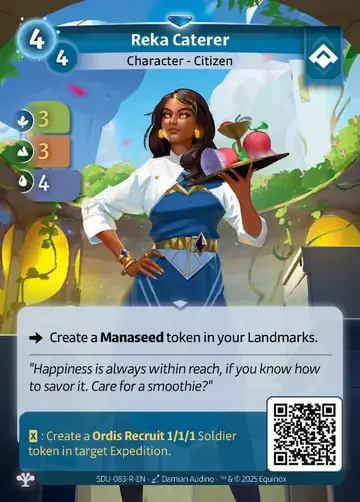 4
4
Reka Caterer
Character - Citizen
3
3
4
Create a Manaseed token in your Landmarks.
"Happiness is always within reach, if you know how
to savor it. Care for a smoothie?"
X : Create a Ordis Recruit 1/1/1 Soldier
token in target Expedition.
SDU-083-R-EN - Damian Audino - ™ & © 2025 Equinox